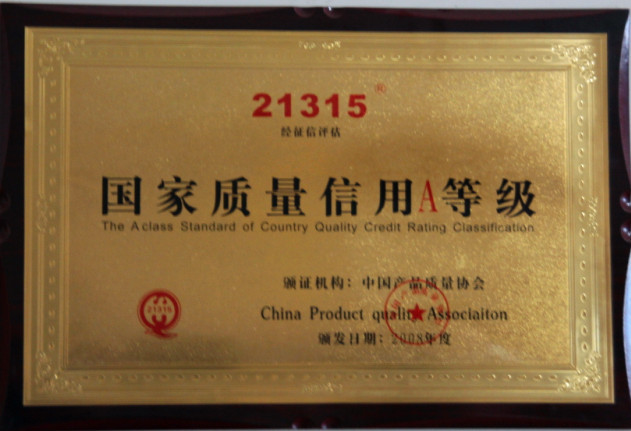 21315®
经征信评估
国家质量信用A等级
The A class Standard of Country Quality Credit Rating Classification
颁证机构：中国产品质量协会
21315
China Product quality Associaiton
颁发日期：2008年度